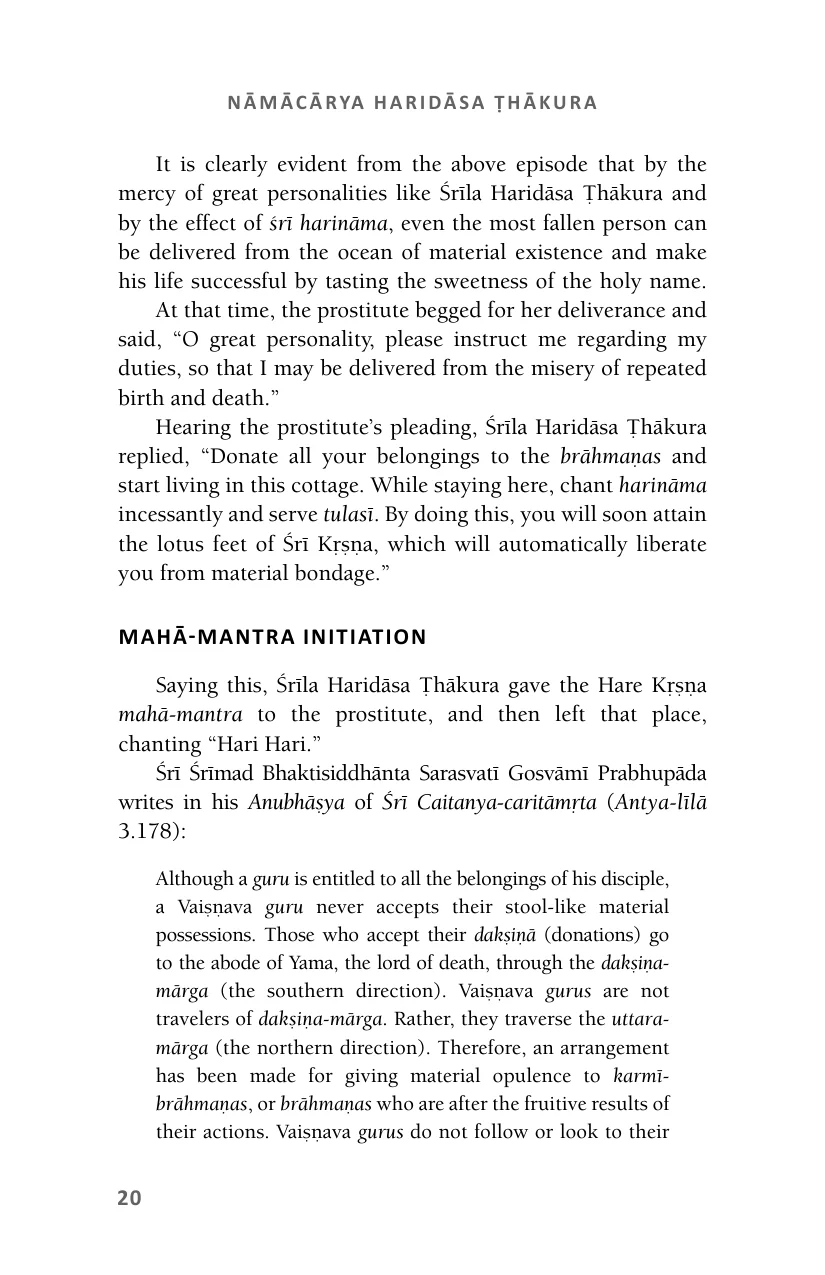 NĀMĀCĀRYA HARIDĀSA ṬHĀKURA
It is clearly evident from the above episode that by the
mercy of great personalities like Śrīla Haridāsa Ṭhākura and
by the effect of śrī harināma, even the most fallen person can
be delivered from the ocean of material existence and make
his life successful by tasting the sweetness of the holy name.
At that time, the prostitute begged for her deliverance and
said, “O great personality, please instruct me regarding my
duties, so that I may be delivered from the misery of repeated
birth and death.”
Hearing the prostitute’s pleading, Śrīla Haridāsa Ṭhākura
replied, “Donate all your belongings to the brāhmaṇas and
start living in this cottage. While staying here, chant harināma
incessantly and serve tulasī. By doing this, you will soon attain
the lotus feet of Śrī Kṛṣṇa, which will automatically liberate
you from material bondage.”
MAHĀ-MANTRA INITIATION
Saying this, Śrīla Haridāsa Ṭhākura gave the Hare Kṛṣṇa
mahā-mantra to the prostitute, and then left that place,
chanting “Hari Hari.”
Śrī Śrīmad Bhaktisiddhānta Sarasvatī Gosvāmī Prabhupāda
writes in his Anubhāṣya of Śrī Caitanya-caritāmṛta (Antya-līlā
3.178):
Although a guru is entitled to all the belongings of his disciple,
a Vaiṣṇava guru never accepts their stool-like material
possessions. Those who accept their dakṣiṇā (donations) go
to the abode of Yama, the lord of death, through the dakṣiṇa-
mārga (the southern direction). Vaiṣṇava gurus are not
travelers of dakṣiṇa-mārga. Rather, they traverse the uttara-
mārga (the northern direction). Therefore, an arrangement
has been made for giving material opulence to karmī-
brāhmaṇas, or brāhmaṇas who are after the fruitive results of
their actions. Vaiṣṇava gurus do not follow or look to their
20